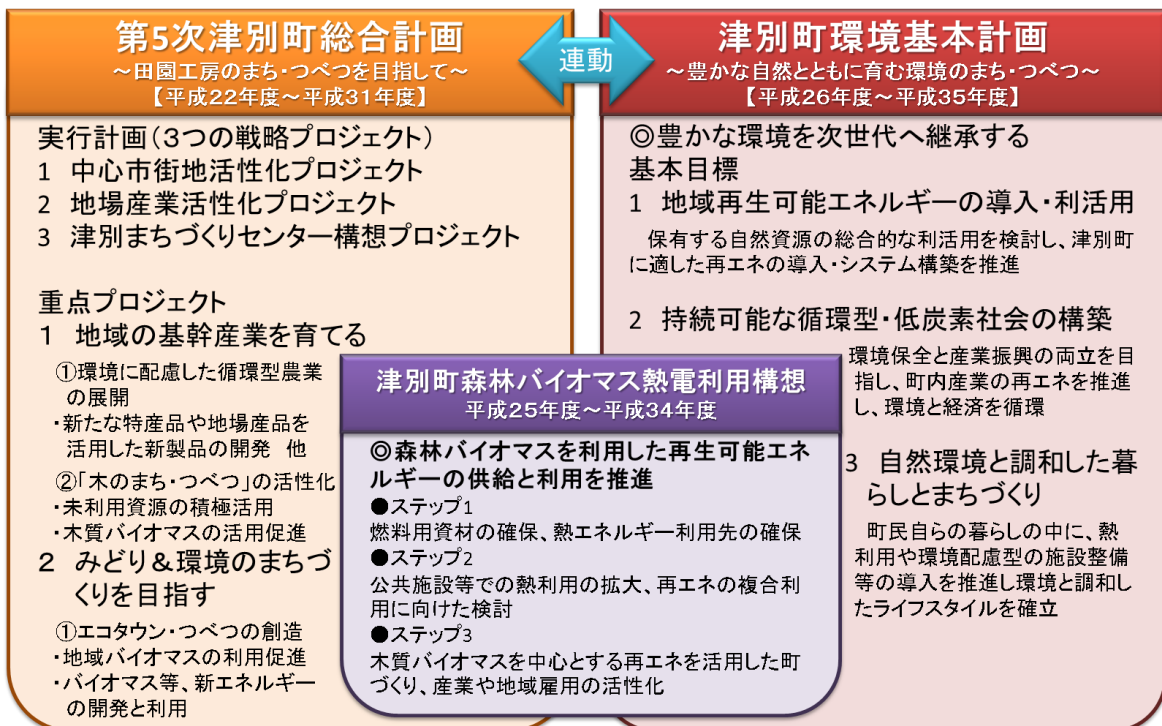 第5次津別町総合計画
～田園工房のまち・つべつを目指して～
【平成22年度～平成31年度】
連動
津別町環境基本計画
～豊かな自然とともに育む環境のまち・つべつ～
【平成26年度～平成35年度】
実行計画（３つの戦略プロジェクト）
1 中心市街地活性化プロジェクト
2 地場産業活性化プロジェクト
3 津別まちづくりセンター構想プロジェクト
重点プロジェクト
１ 地域の基幹産業を育てる
①環境に配慮した循環型農業
の展開
・新たな特産品や地場産品を
活用した新製品の開発 他
②「木のまち・つべつ」の活性化
・未利用資源の積極活用
・木質バイオマスの活用促進
２ みどり＆環境のまちづ
くりを目指す
①エコタウン・つべつの創造
・地域バイオマスの利用促進
・バイオマス等、新エネルギー
の開発と利用
津別町森林バイオマス熱電利用構想
平成25年度～平成34年度
◎森林バイオマスを利用した再生可能エネ
ルギーの供給と利用を推進
●ステップ1
燃料用資材の確保、熱エネルギー利用先の確保
●ステップ2
公共施設等での熱利用の拡大、再エネの複合利
用に向けた検討
●ステップ3
木質バイオマスを中心とする再エネを活用した町
づくり、産業や地域雇用の活性化
◎豊かな環境を次世代へ継承する
基本目標
1 地域再生可能エネルギーの導入・利活用
保有する自然資源の総合的な利活用を検討し、津別町
に適した再エネの導入・システム構築を推進
2 持続可能な循環型・低炭素社会の構築
環境保全と産業振興の両立を目
指し、町内産業の再エネを推進
し、環境と経済を循環
3 自然環境と調和した暮
らしとまちづくり
町民自らの暮らしの中に、熱
利用や環境配慮型の施設整備
等の導入を推進し環境と調和し
たライフスタイルを確立